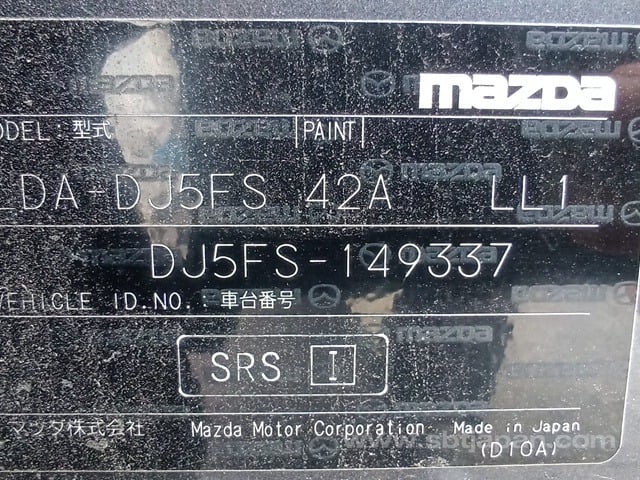 mazda
MODEL : 型式 PAINT
LDA-DJ5FS 42A LL1
DJ5FS-149337
VEHICLE ID.NO. : 車台番号
SRS I
マツダ株式会社 Mazda Motor Corporation Made in Japan
(D10A)
www.sbtjapan.com